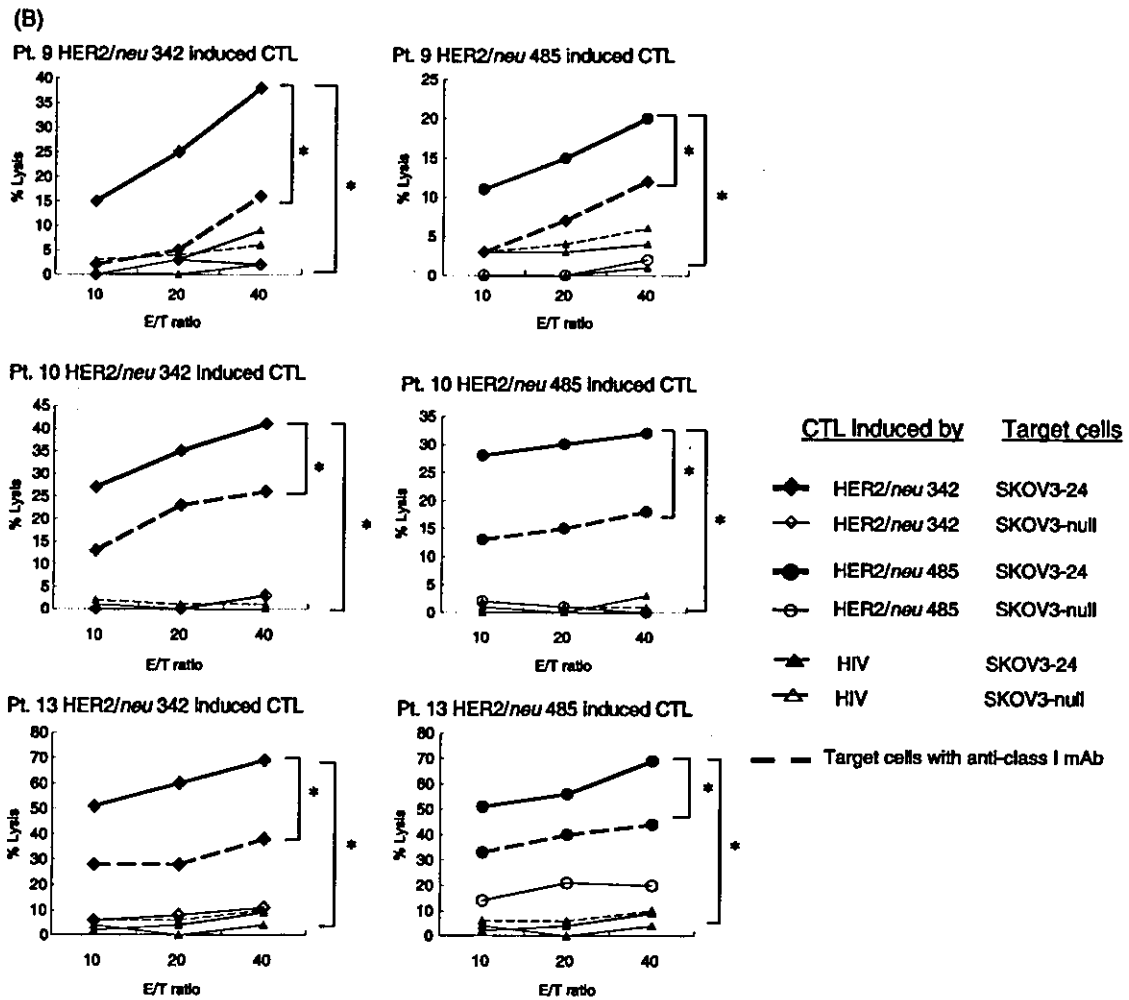 (B)
Pt. 9 HER2/neu 342 induced CTL
40
35
30
25
20
15
10
5
0
% Lysis
10 20 40
E/T ratio
*
*
Pt. 9 HER2/neu 485 induced CTL
25
20
15
10
5
0
% Lysis
10 20 40
E/T ratio
*
*
Pt. 10 HER2/neu 342 Induced CTL
45
40
35
30
25
20
15
10
5
0
% Lysis
10 20 40
E/T ratio
*
*
Pt. 10 HER2/neu 485 Induced CTL
35
30
25
20
15
10
5
0
% Lysis
10 20 40
E/T ratio
*
*
Pt. 13 HER2/neu 342 Induced CTL
80
70
60
50
40
30
20
10
0
% Lysis
10 20 40
E/T ratio
*
*
Pt. 13 HER2/neu 485 induced CTL
80
70
60
50
40
30
20
10
0
% Lysis
10 20 40
E/T ratio
*
*
CTL Induced by Target cells
HER2/neu 342 SKOV3-24
HER2/neu 342 SKOV3-null
HER2/neu 485 SKOV3-24
HER2/neu 485 SKOV3-null
HIV SKOV3-24
HIV SKOV3-null
Target cells with anti-class I mAb